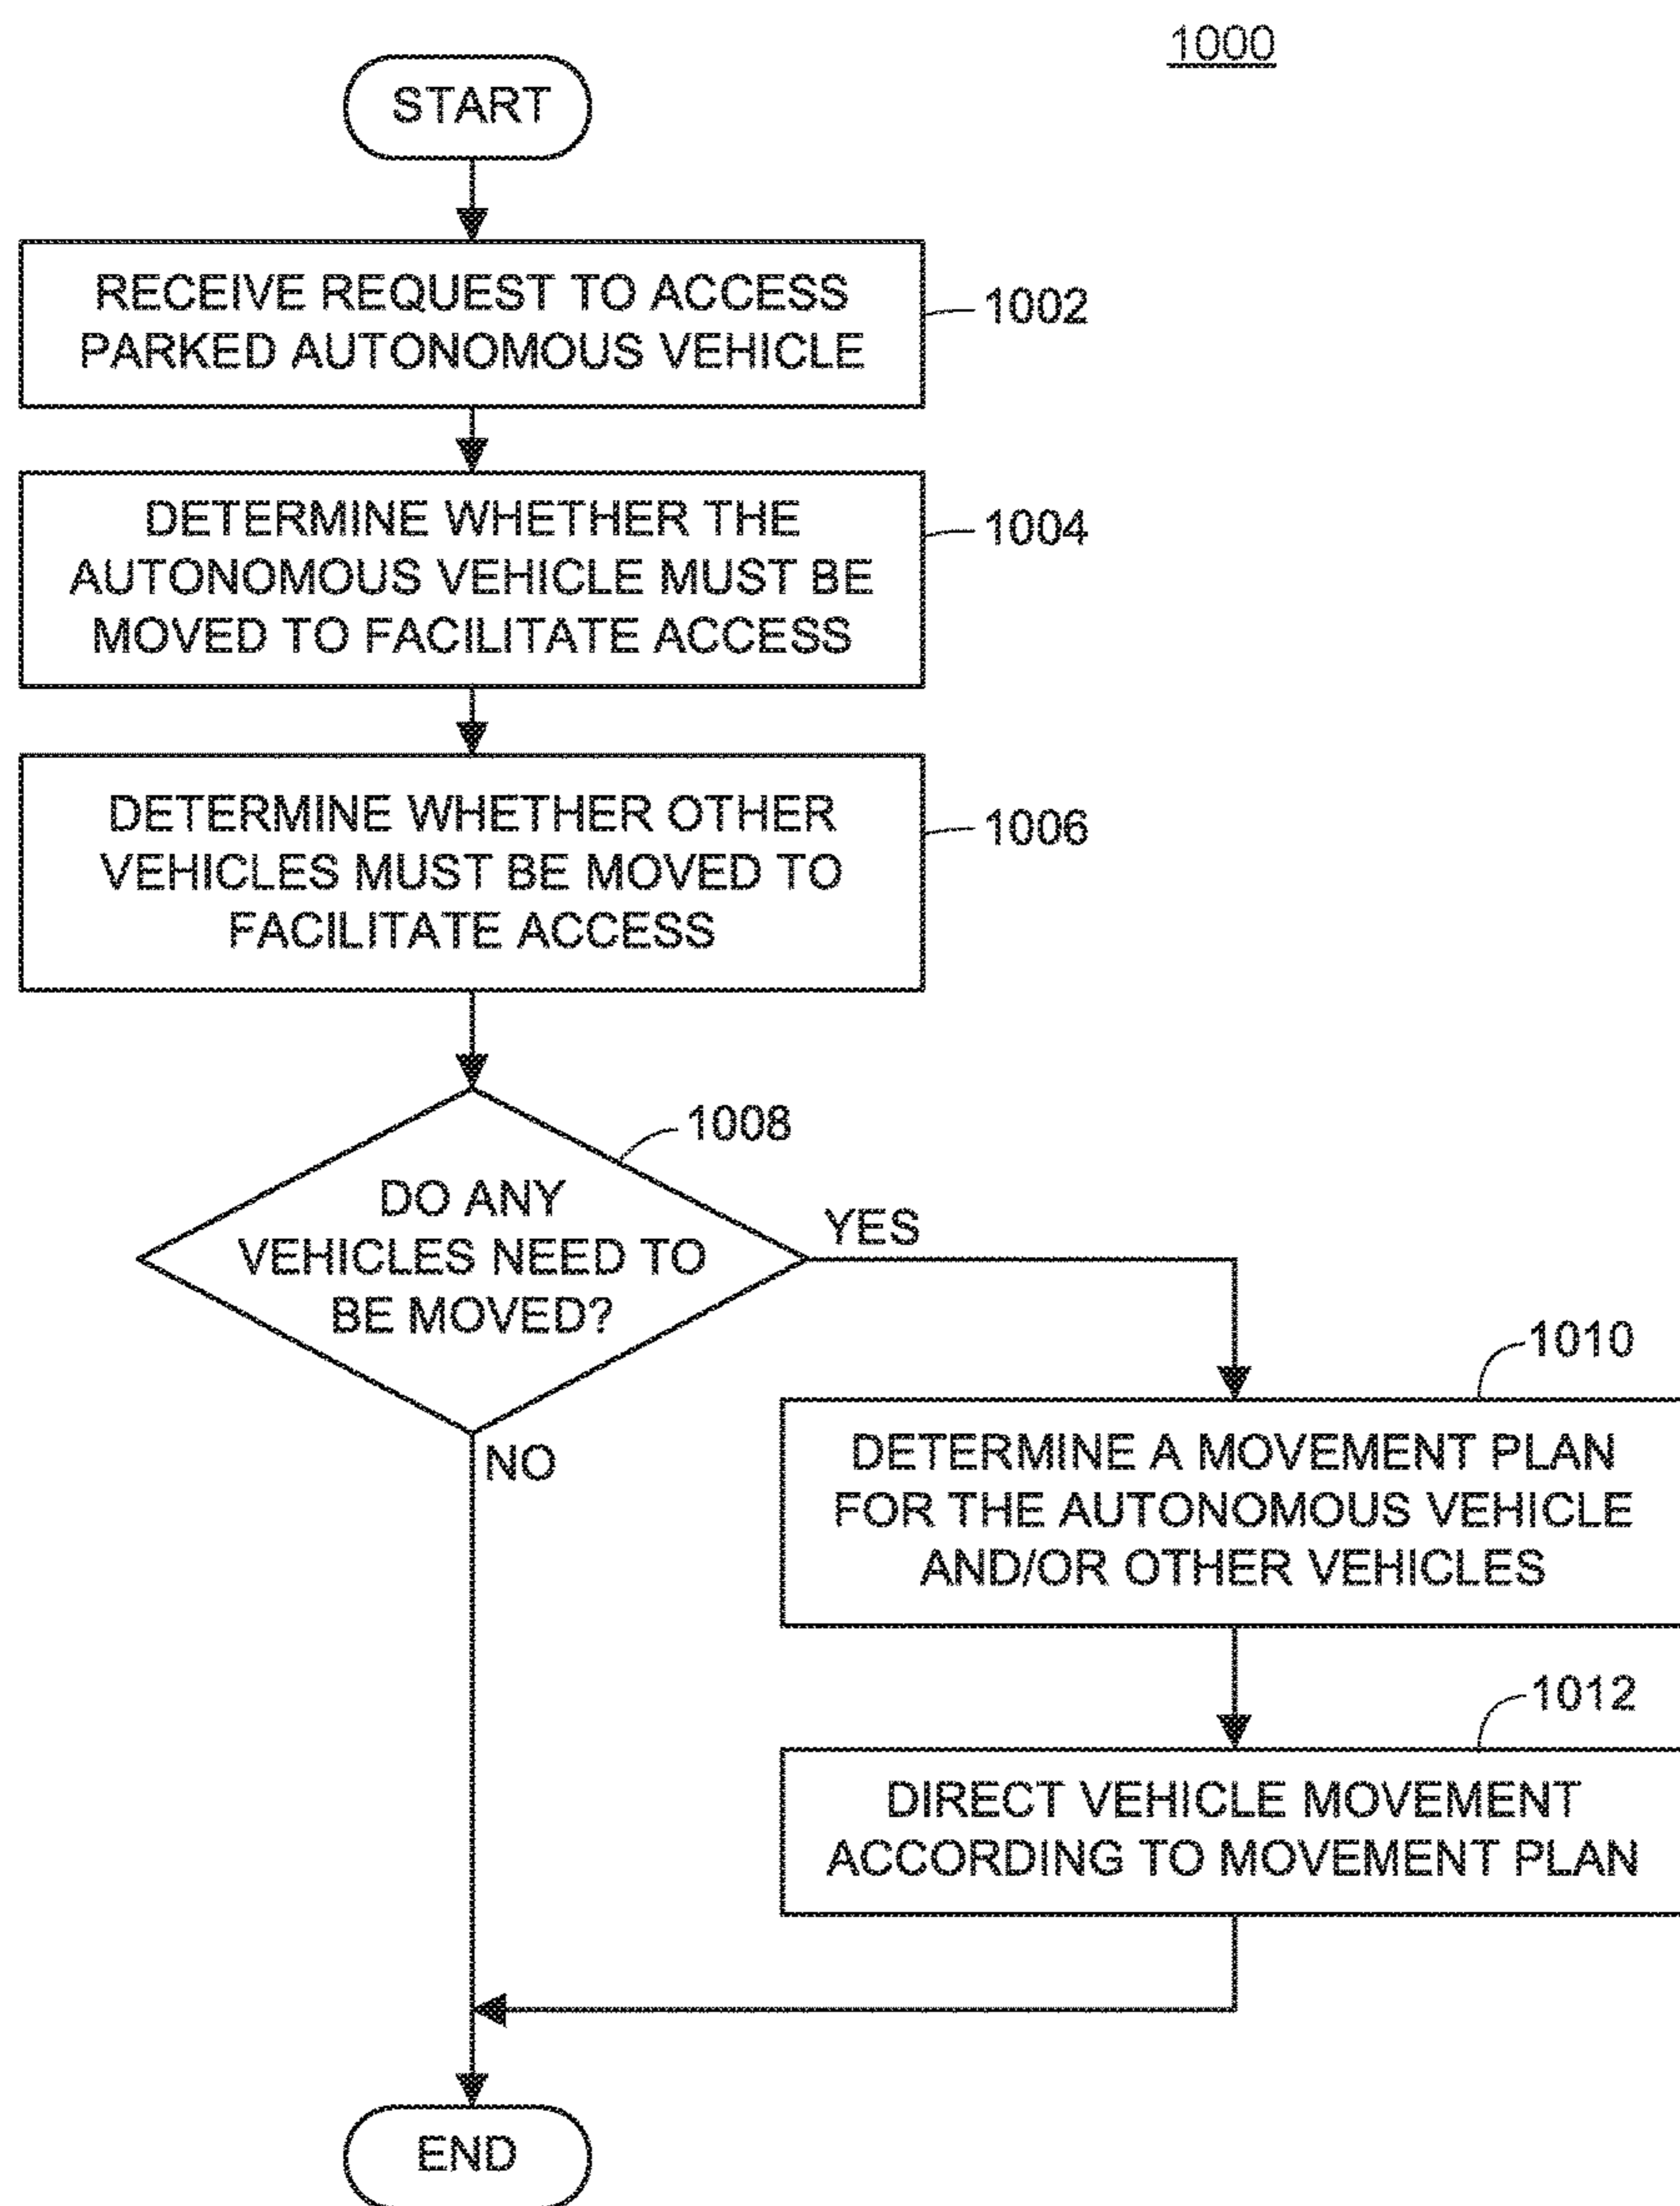 1000
START
RECEIVE REQUEST TO ACCESS
PARKED AUTONOMOUS VEHICLE
1002
DETERMINE WHETHER THE
AUTONOMOUS VEHICLE MUST BE
MOVED TO FACILITATE ACCESS
1004
DETERMINE WHETHER OTHER
VEHICLES MUST BE MOVED TO
FACILITATE ACCESS
1006
1008
DO ANY
VEHICLES NEED TO
BE MOVED?
YES
NO
1010
DETERMINE A MOVEMENT PLAN
FOR THE AUTONOMOUS VEHICLE
AND/OR OTHER VEHICLES
1012
DIRECT VEHICLE MOVEMENT
ACCORDING TO MOVEMENT PLAN
END